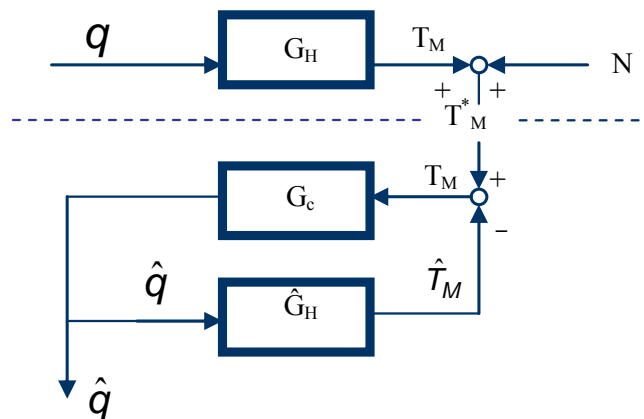 q
G_H
T_M
N
+ +
T^*_M
G_c
T_M
+
−
q̂
Ĝ_H
T̂_M
q̂